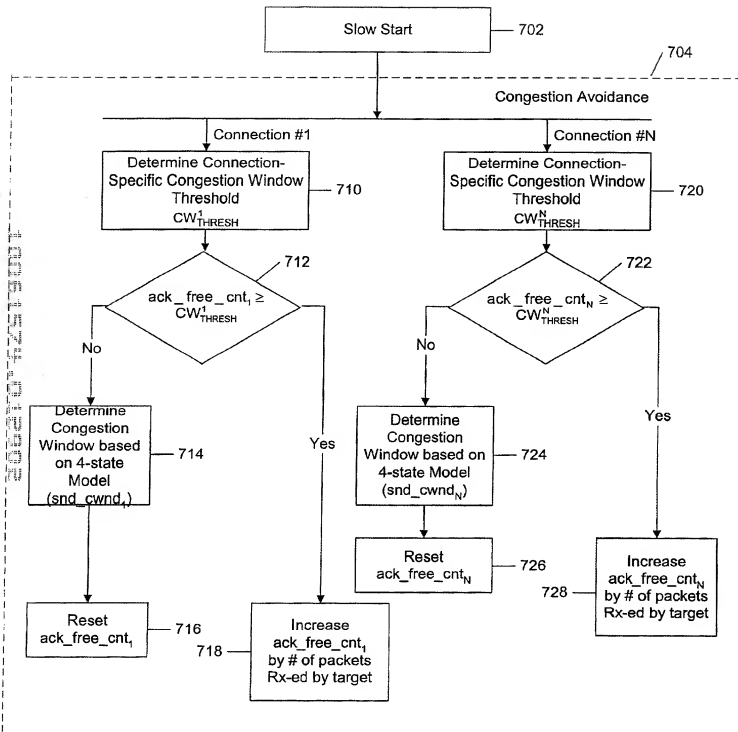 Slow Start
702
704
Congestion Avoidance
Connection #1
Connection #N
Determine Connection-
Specific Congestion Window
Threshold
CW¹THRESH
710
Determine Connection-
Specific Congestion Window
Threshold
CWᴺTHRESH
720
712
ack_free_cnt₁ ≥
CW¹THRESH
722
ack_free_cntN ≥
CWᴺTHRESH
No
Yes
No
Yes
Determine
Congestion
Window based
on 4-state
Model
(snd_cwnd₁)
714
Determine
Congestion
Window based on
4-state Model
(snd_cwndN)
724
Reset
ack_free_cntN
726
Increase
ack_free_cntN
by # of packets
Rx-ed by target
728
Reset
ack_free_cnt₁
716
Increase
ack_free_cnt₁
by # of packets
Rx-ed by target
718